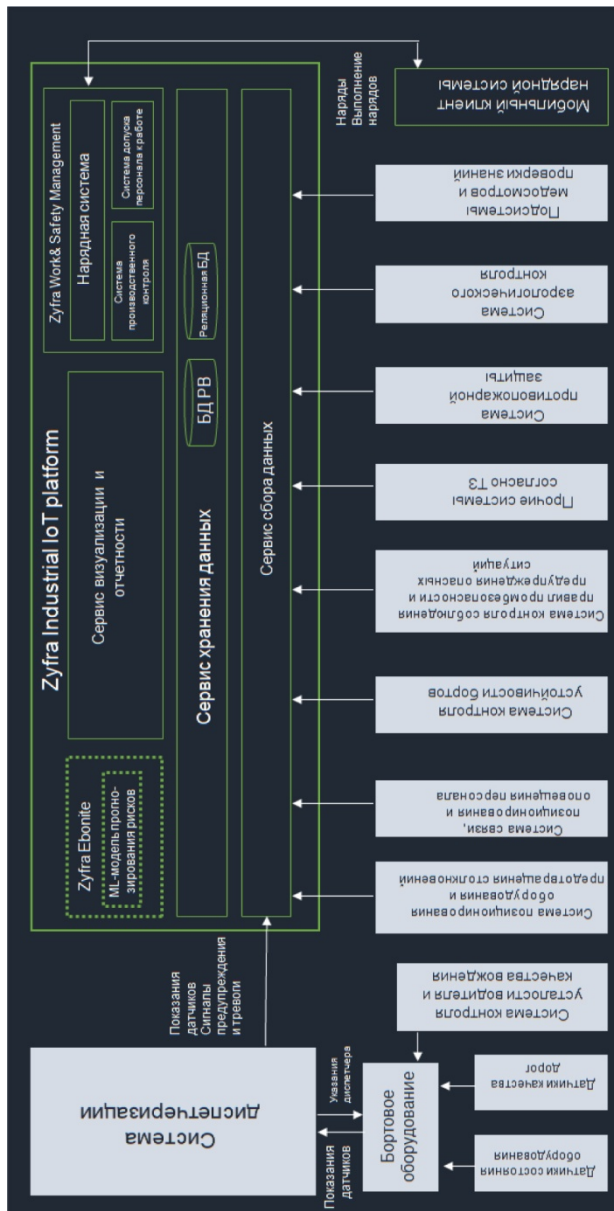 Zyfra Industrial IoT platform
Zyfra Ebonite
ML-модель прогно-
зирования рисков
Сервис визуализации и
отчетности
Zyfra Work& Safety Management
Нарядная система
Система
производственного
контроля
Система допуска
персонала к работе
Сервис хранения данных
БД РВ
Реляционная БД
Сервис сбора данных
Система
диспетчеризации
Показания
датчиков
Сигналы
предупреждения
и тревоги
Наряды
Выполнение
нарядов
Показания
датчиков
Указания
диспетчера
Бортовое
оборудование
Датчики состояния
оборудования
Датчики качества
дорог
Система контроля
усталости водителя и
качества вождения
Система позиционирования
оборудования и
предотвращения столкновений
Система связи,
позиционирования и
оповещения персонала
Система контроля
устойчивости бортов
Система контроля соблюдения
правил промбезопасности и
предупреждения опасных
ситуаций
Прочие системы
согласно ТЗ
Система
противопожарной
защиты
Система
аэрологического
контроля
Подсистемы
медосмотров и
проверки знаний
Мобильный клиент
нарядной системы